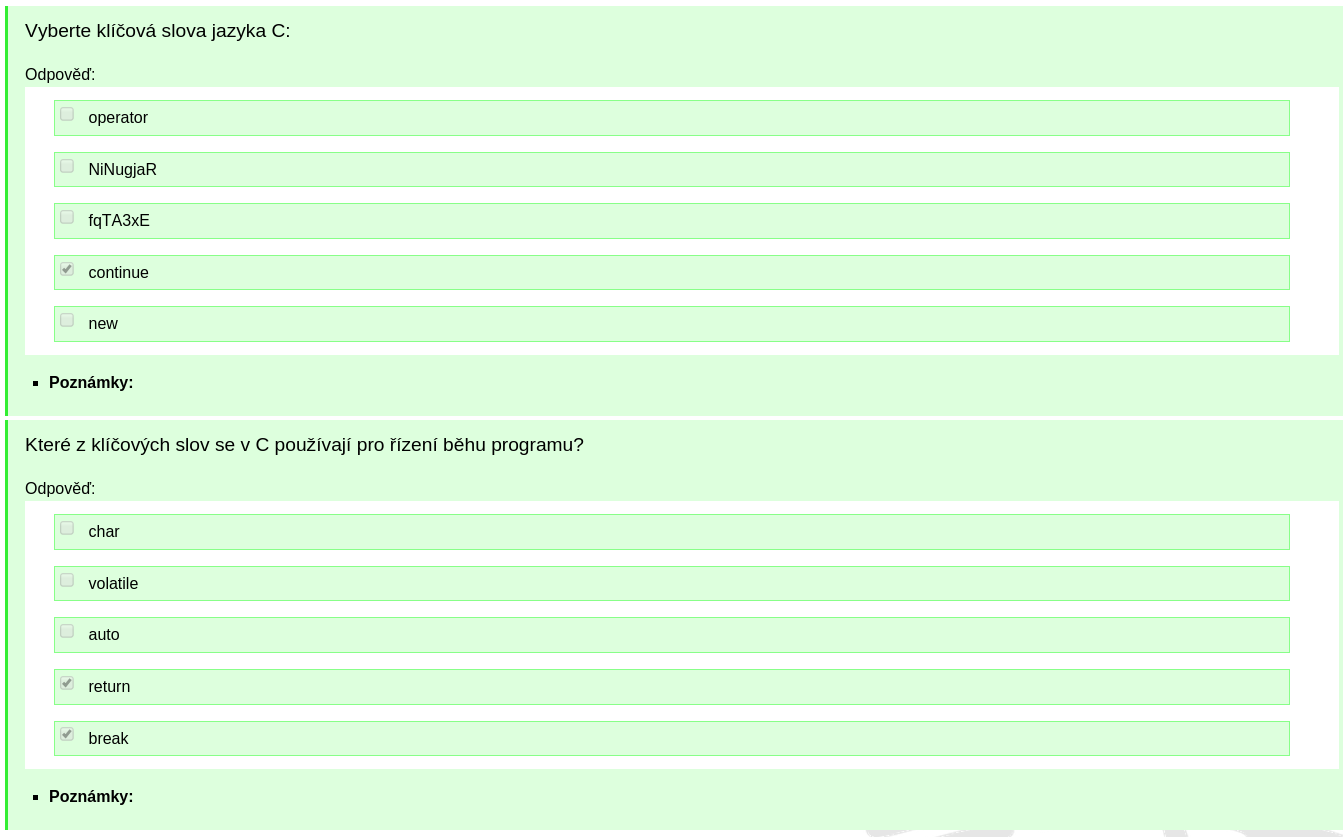 Vyberte klíčová slova jazyka C:
Odpověď:
operator
NiNugjaR
fqTA3xE
continue
new
Poznámky:
Které z klíčových slov se v C používají pro řízení běhu programu?
Odpověď:
char
volatile
auto
return
break
Poznámky: